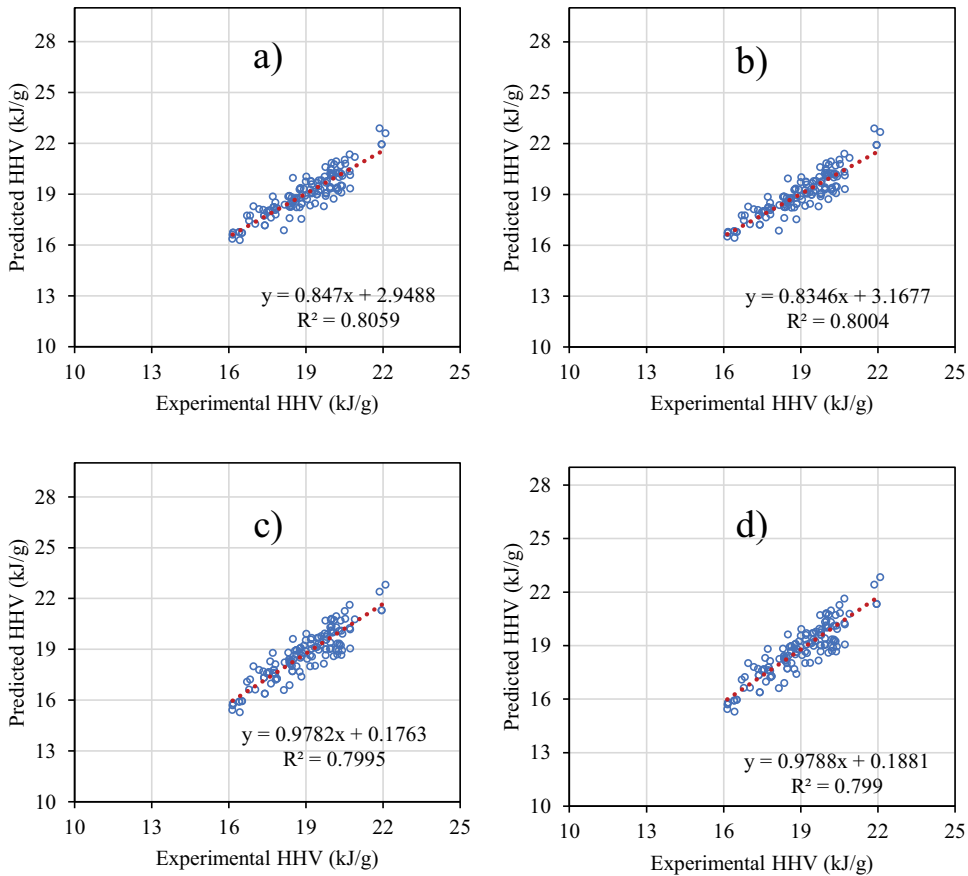 a)
Predicted HHV (kJ/g)
28
25
22
19
16
13
10
y = 0.847x + 2.9488
R² = 0.8059
10 13 16 19 22 25
Experimental HHV (kJ/g)
b)
Predicted HHV (kJ/g)
28
25
22
19
16
13
10
y = 0.8346x + 3.1677
R² = 0.8004
10 13 16 19 22 25
Experimental HHV (kJ/g)
c)
Predicted HHV (kJ/g)
28
25
22
19
16
13
10
y = 0.9782x + 0.1763
R² = 0.7995
10 13 16 19 22 25
Experimental HHV (kJ/g)
d)
Predicted HHV (kJ/g)
28
25
22
19
16
13
10
y = 0.9788x + 0.1881
R² = 0.799
10 13 16 19 22 25
Experimental HHV (kJ/g)